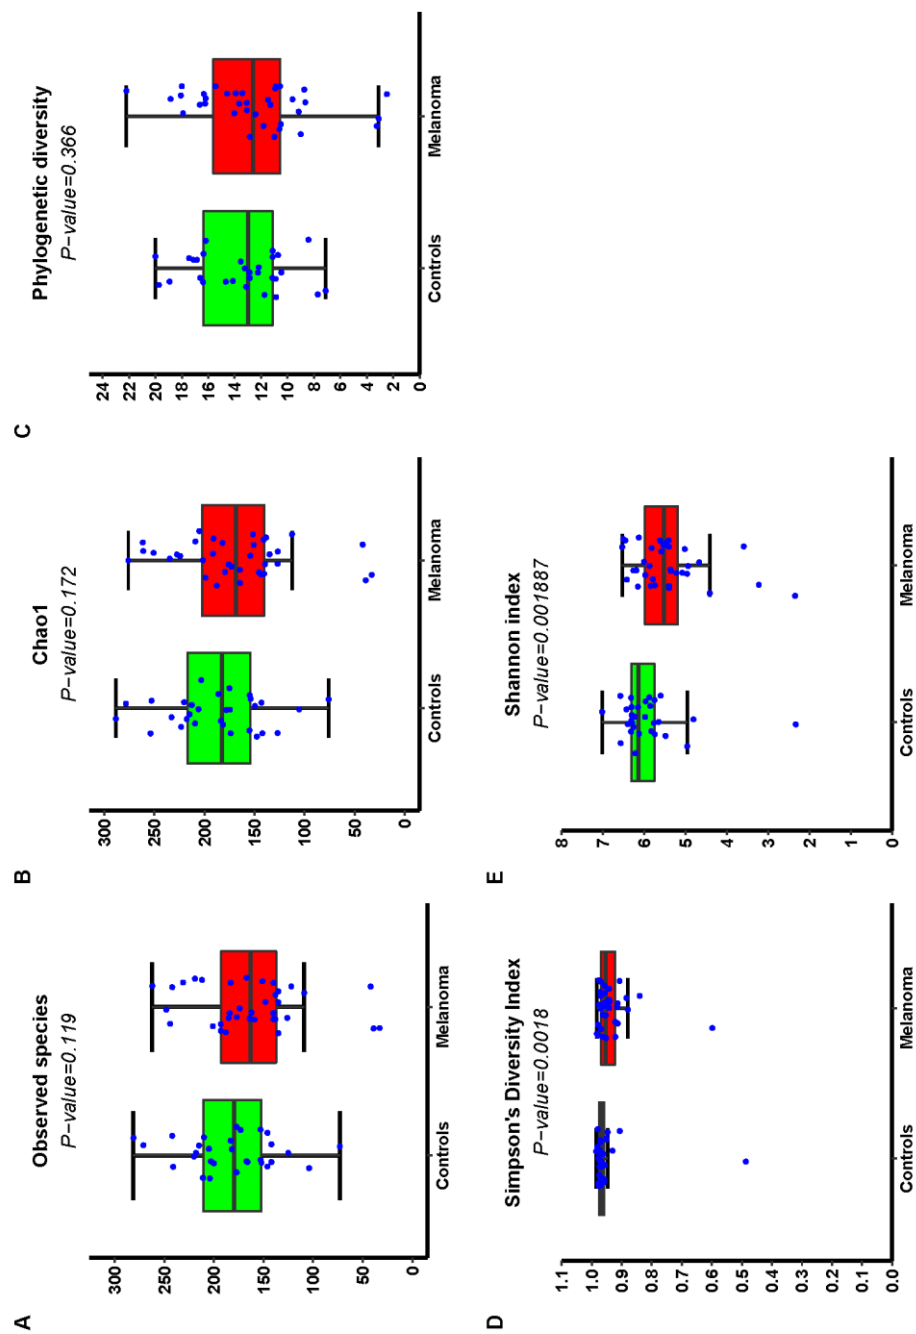 A
Observed species
P-value=0.119
300
250
200
150
100
50
0
Controls
Melanoma
B
Chao1
P-value=0.172
300
250
200
150
100
50
0
Controls
Melanoma
C
Phylogenetic diversity
P-value=0.366
24
22
20
18
16
14
12
10
8
6
4
2
0
Controls
Melanoma
D
Simpson's Diversity Index
P-value=0.0018
1.1
1.0
0.9
0.8
0.7
0.6
0.5
0.4
0.3
0.2
0.1
0.0
Controls
Melanoma
E
Shannon index
P-value=0.001887
8
7
6
5
4
3
2
1
0
Controls
Melanoma